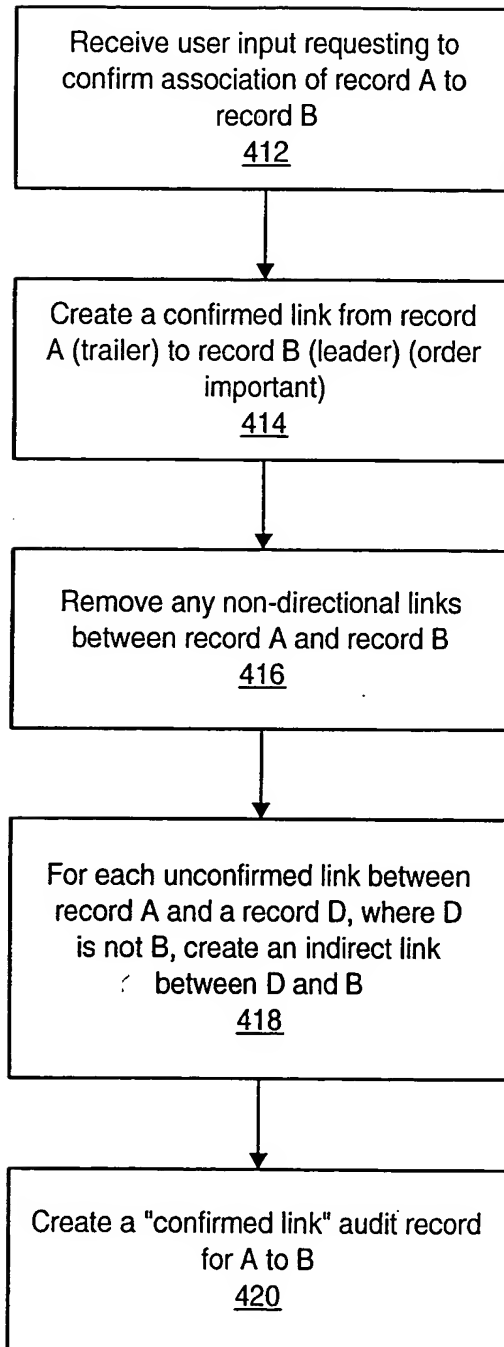 Receive user input requesting to
confirm association of record A to
record B
412
Create a confirmed link from record
A (trailer) to record B (leader) (order
important)
414
Remove any non-directional links
between record A and record B
416
For each unconfirmed link between
record A and a record D, where D
is not B, create an indirect link
between D and B
418
Create a "confirmed link" audit record
for A to B
420